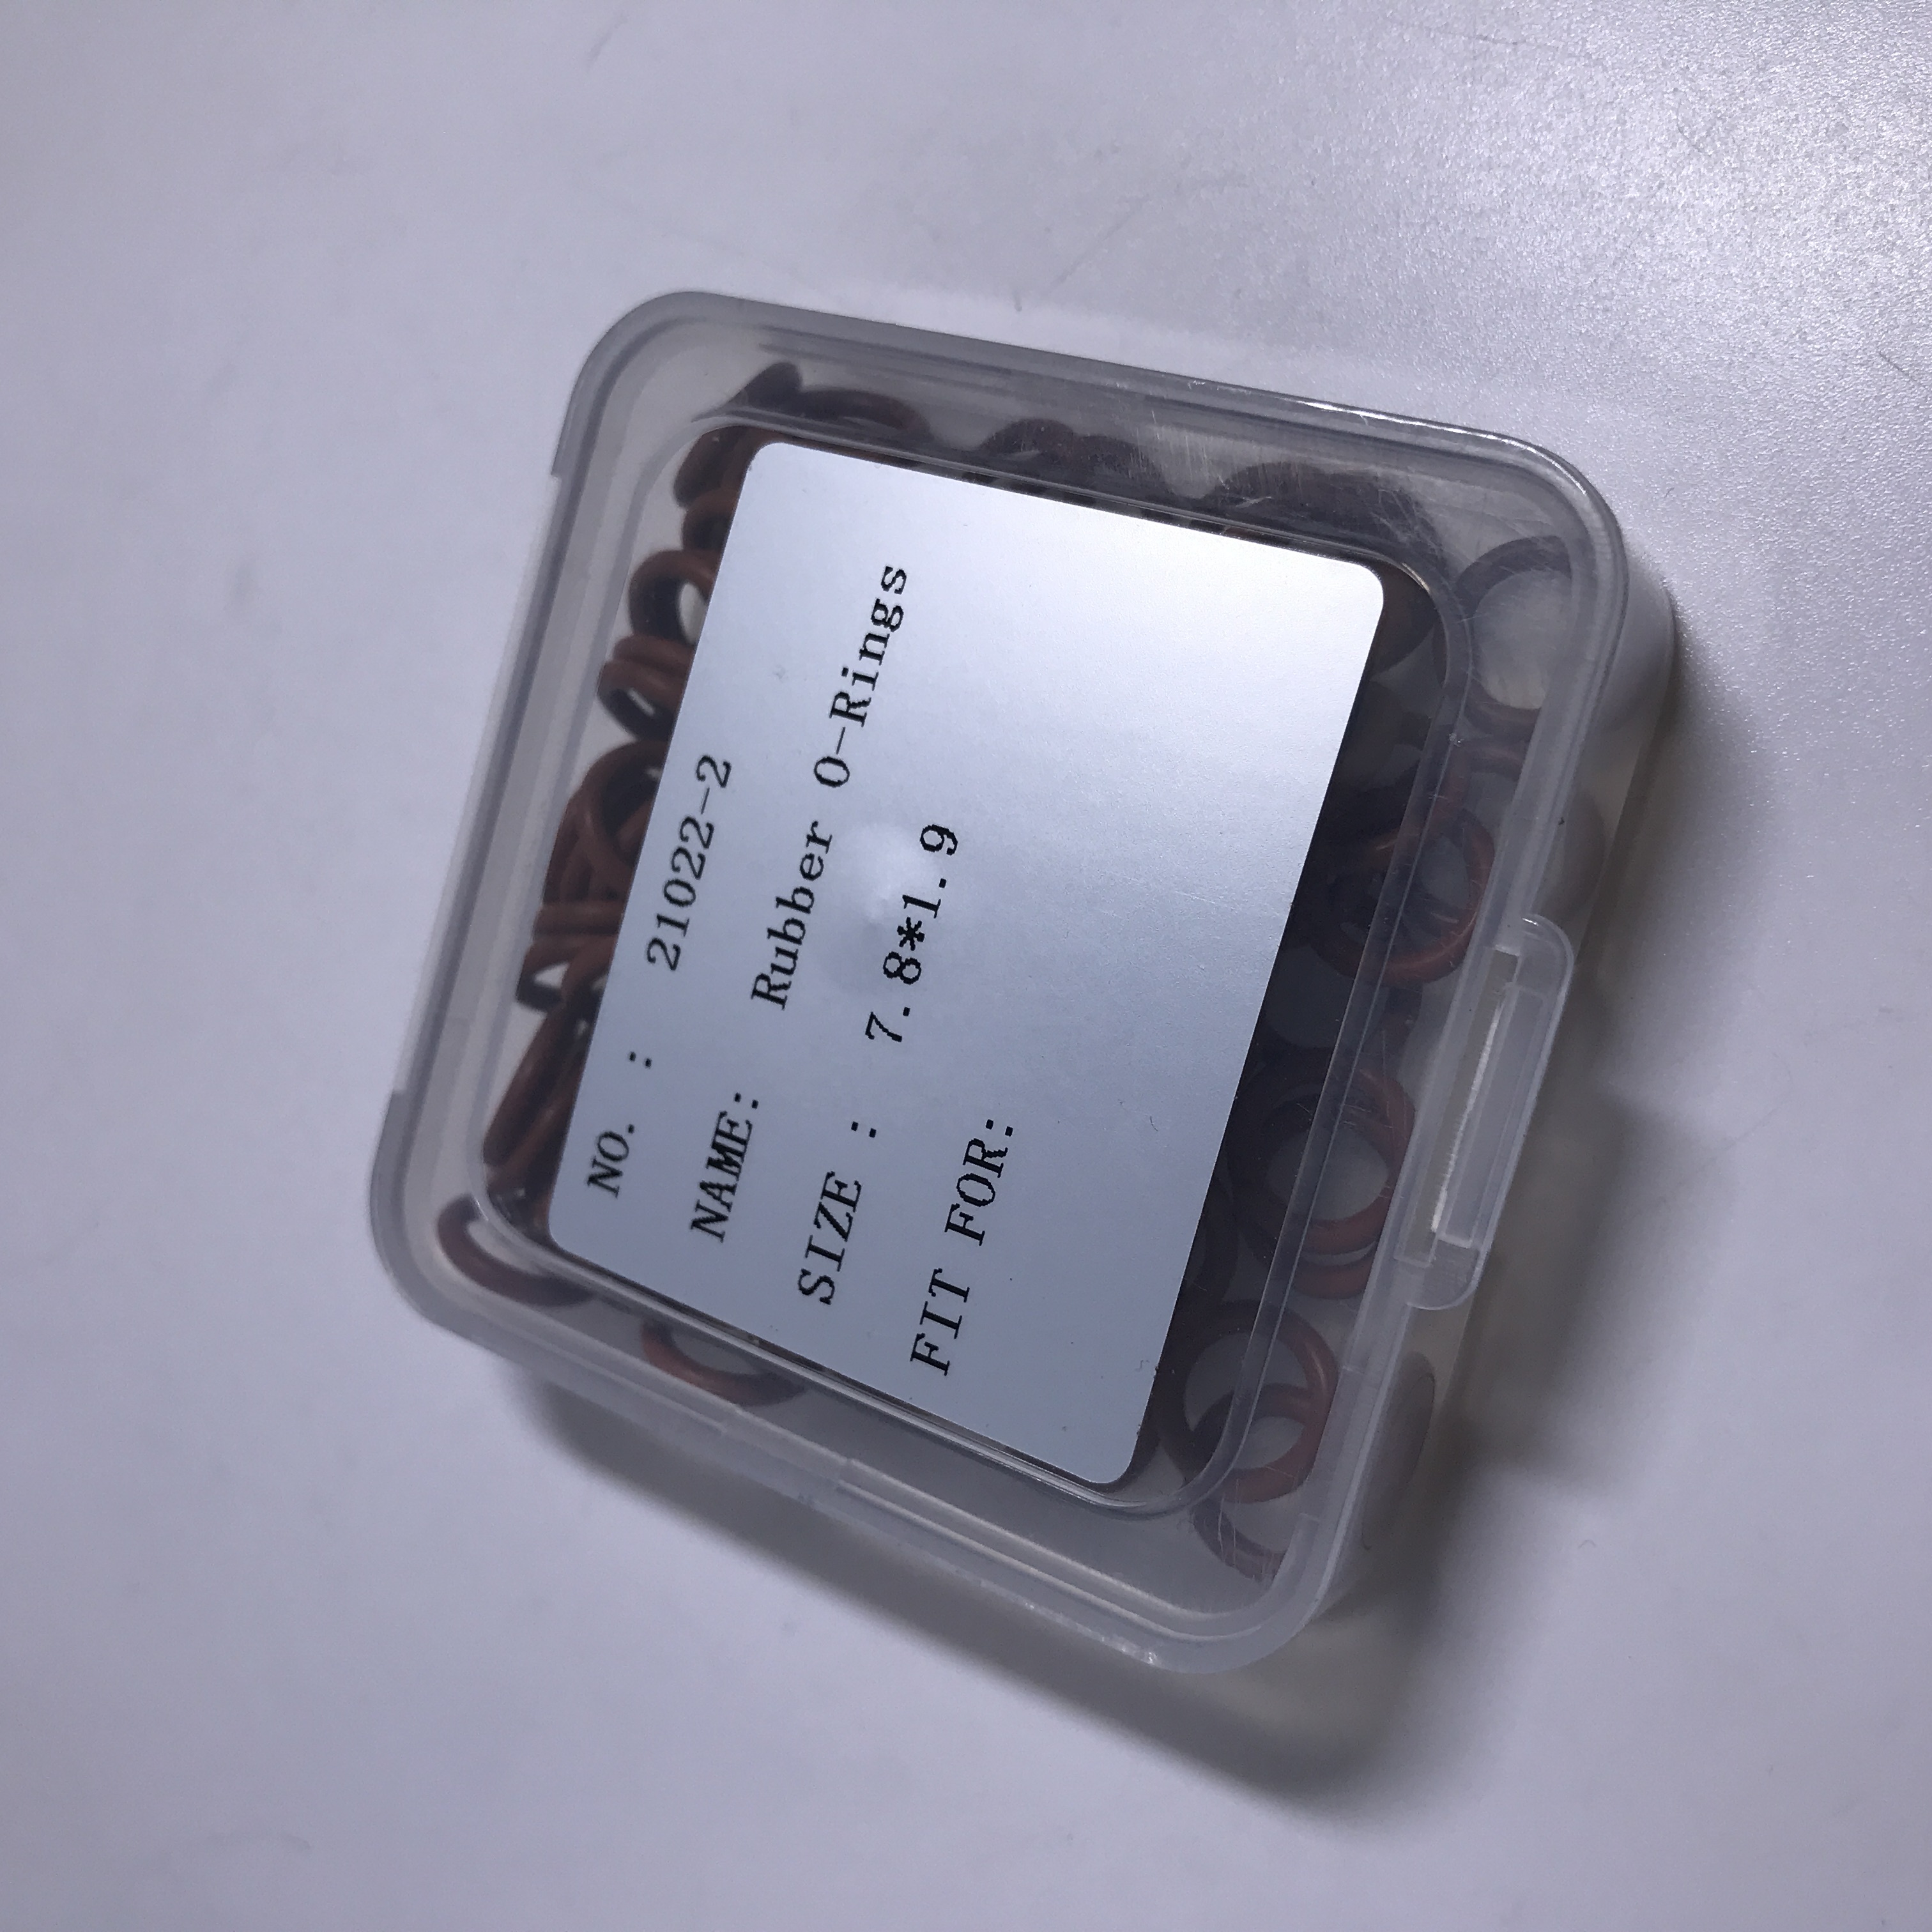 NO. : 21022-2
NAME: Rubber O-Rings
SIZE : 7.8*1.9
FIT FOR: